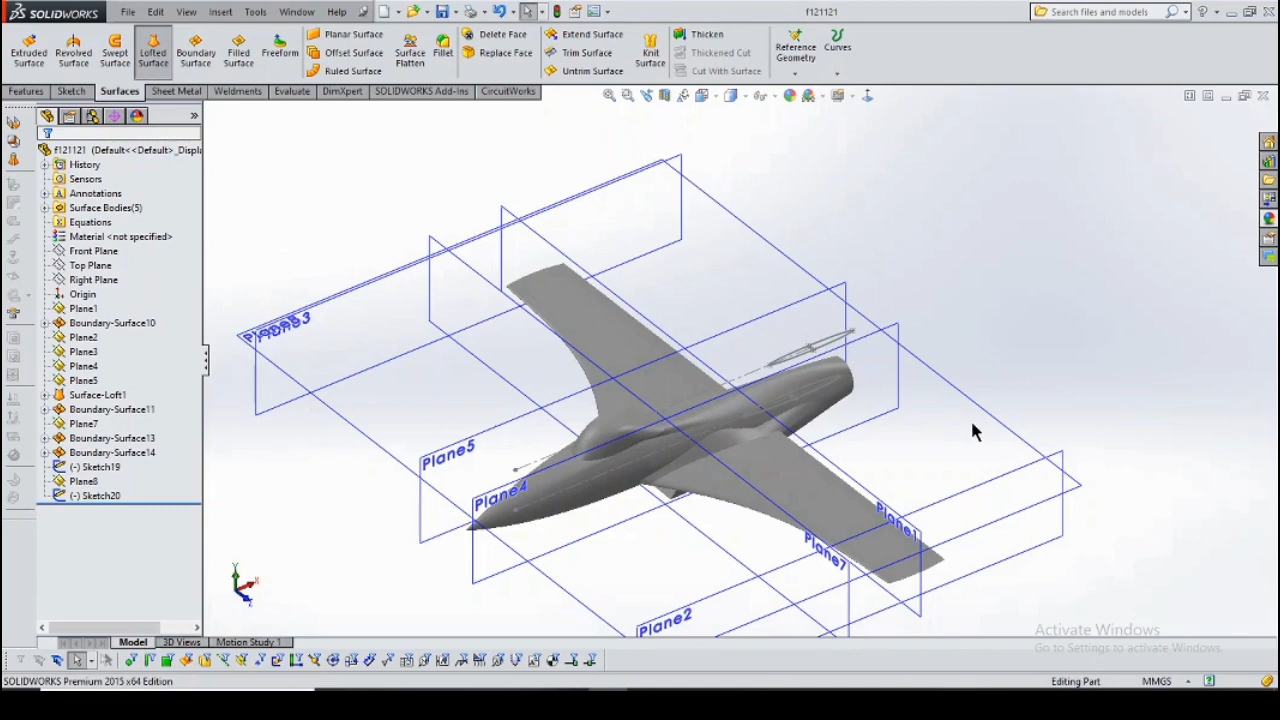 SOLIDWORKS File Edit View Insert Tools Window Help f121121 Search files and models
Extruded Surface
Revolved Surface
Swept Surface
Lofted Surface
Boundary Surface
Filled Surface
Freeform
Planar Surface
Offset Surface
Ruled Surface
Surface Flatten
Fillet
Delete Face
Replace Face
Extend Surface
Trim Surface
Untrim Surface
Knit Surface
Thicken
Thickened Cut
Cut With Surface
Reference Geometry
Curves
Features Sketch Surfaces Sheet Metal Weldments Evaluate DimXpert SOLIDWORKS Add-Ins CircuitWorks
f121121 (Default<<Default>_Displa
History
Sensors
Annotations
Surface Bodies(5)
Equations
Material <not specified>
Front Plane
Top Plane
Right Plane
Origin
Plane1
Boundary-Surface10
Plane2
Plane3
Plane4
Plane5
Surface-Loft1
Boundary-Surface11
Plane7
Boundary-Surface13
Boundary-Surface14
(-) Sketch19
Plane8
(-) Sketch20
Plane5
Plane4
Plane1
Plane7
Plane2
Y
X
Z
Activate Windows
Go to Settings to activate Windows.
Model 3D Views Motion Study 1
SOLIDWORKS Premium 2015 x64 Edition Editing Part MMGS